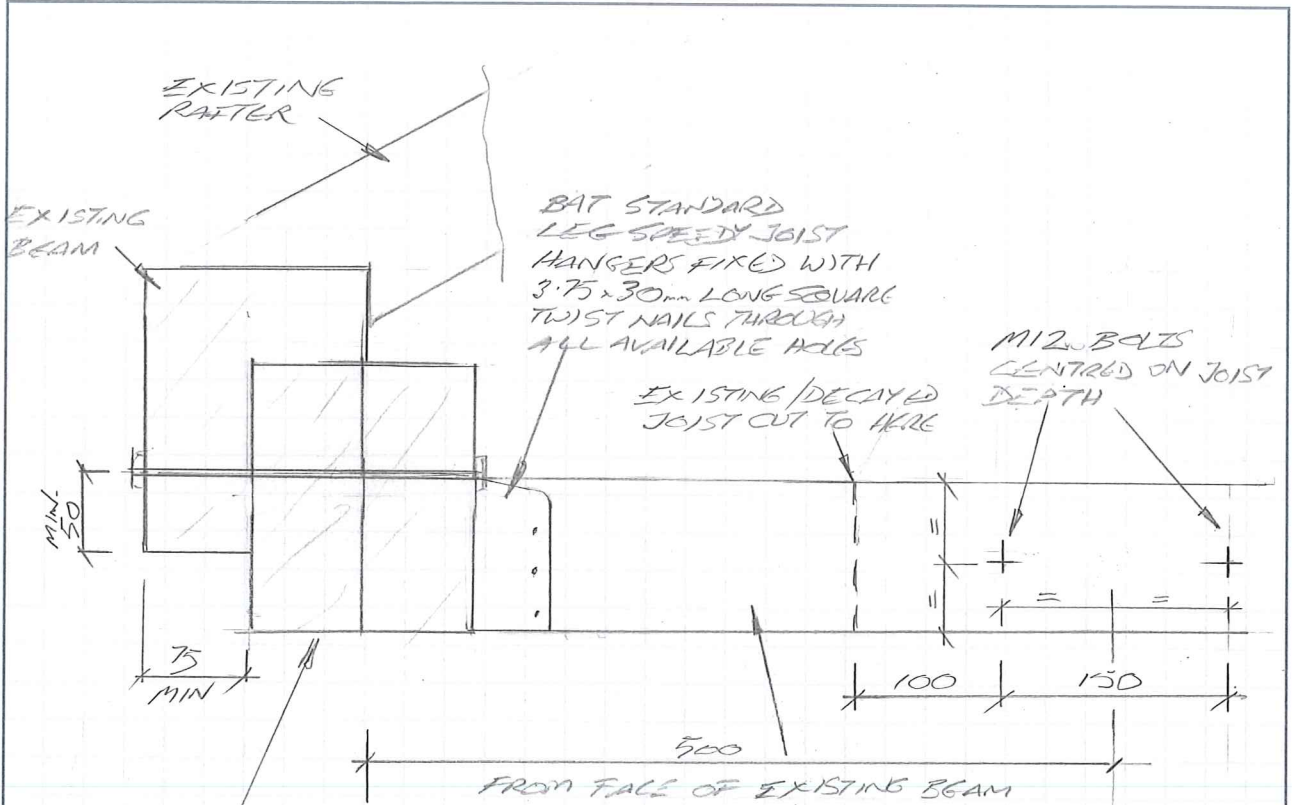 EXISTING
RAFTER
EXISTING
BEAM
BAT STANDARD
LEG SPEEDY JOIST
HANGERS FIXED WITH
3.75 x 30mm LONG SQUARE
TWIST NAILS THROUGH
ALL AVAILABLE HOLES
M12 BOLTS
CENTRED ON JOIST
DEPTH
EXISTING/DECAYED
JOIST CUT TO HERE
MIN.
50
=
=
=
=
75
MIN
100
150
500
FROM FACE OF EXISTING BEAM